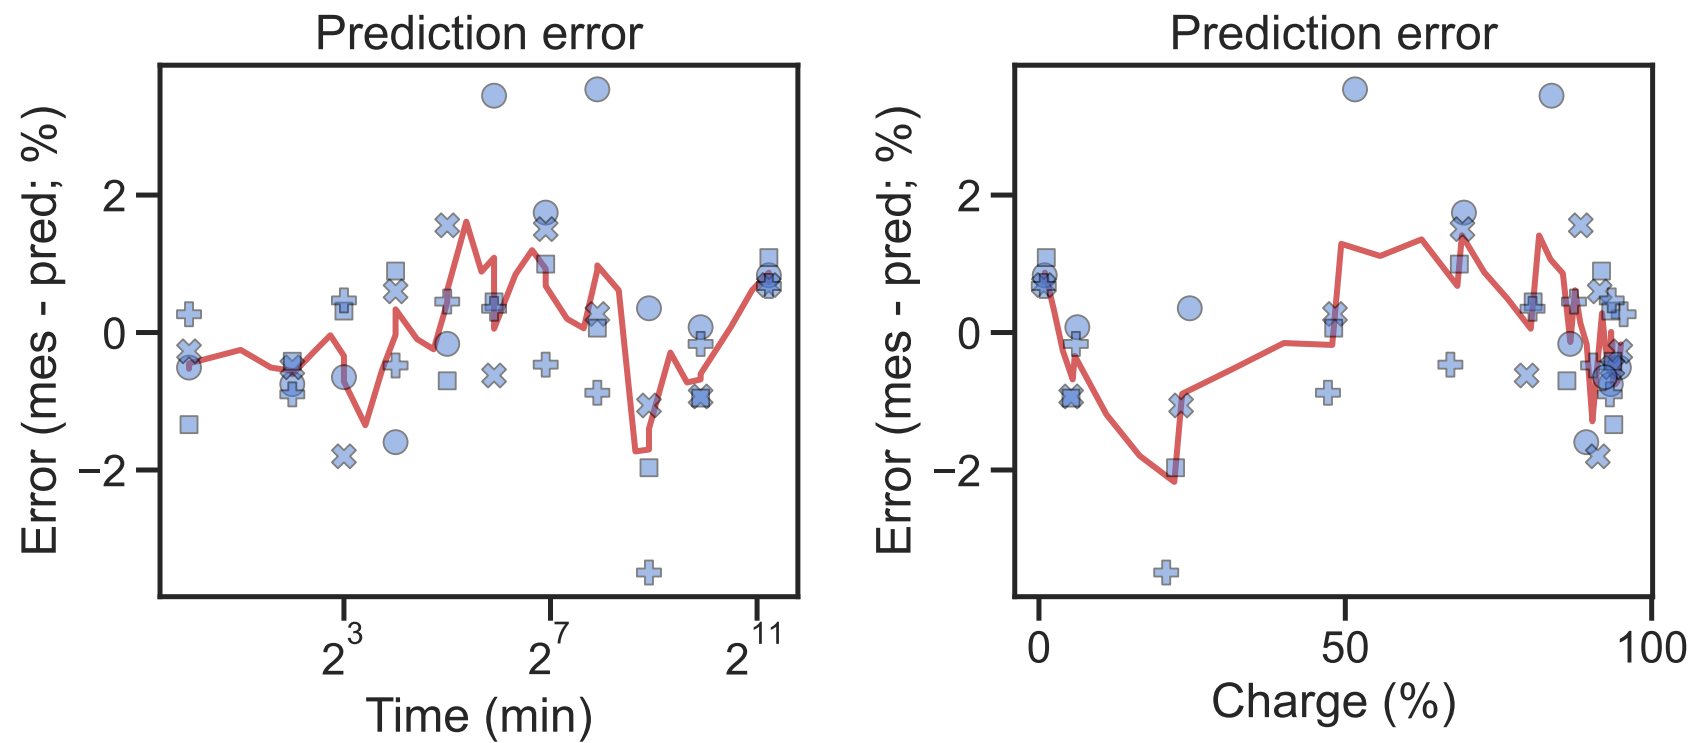 Prediction error
Error (mes - pred; %)
2
0
−2
2^3
2^7
2^11
Time (min)
Prediction error
Error (mes - pred; %)
2
0
−2
0
50
100
Charge (%)